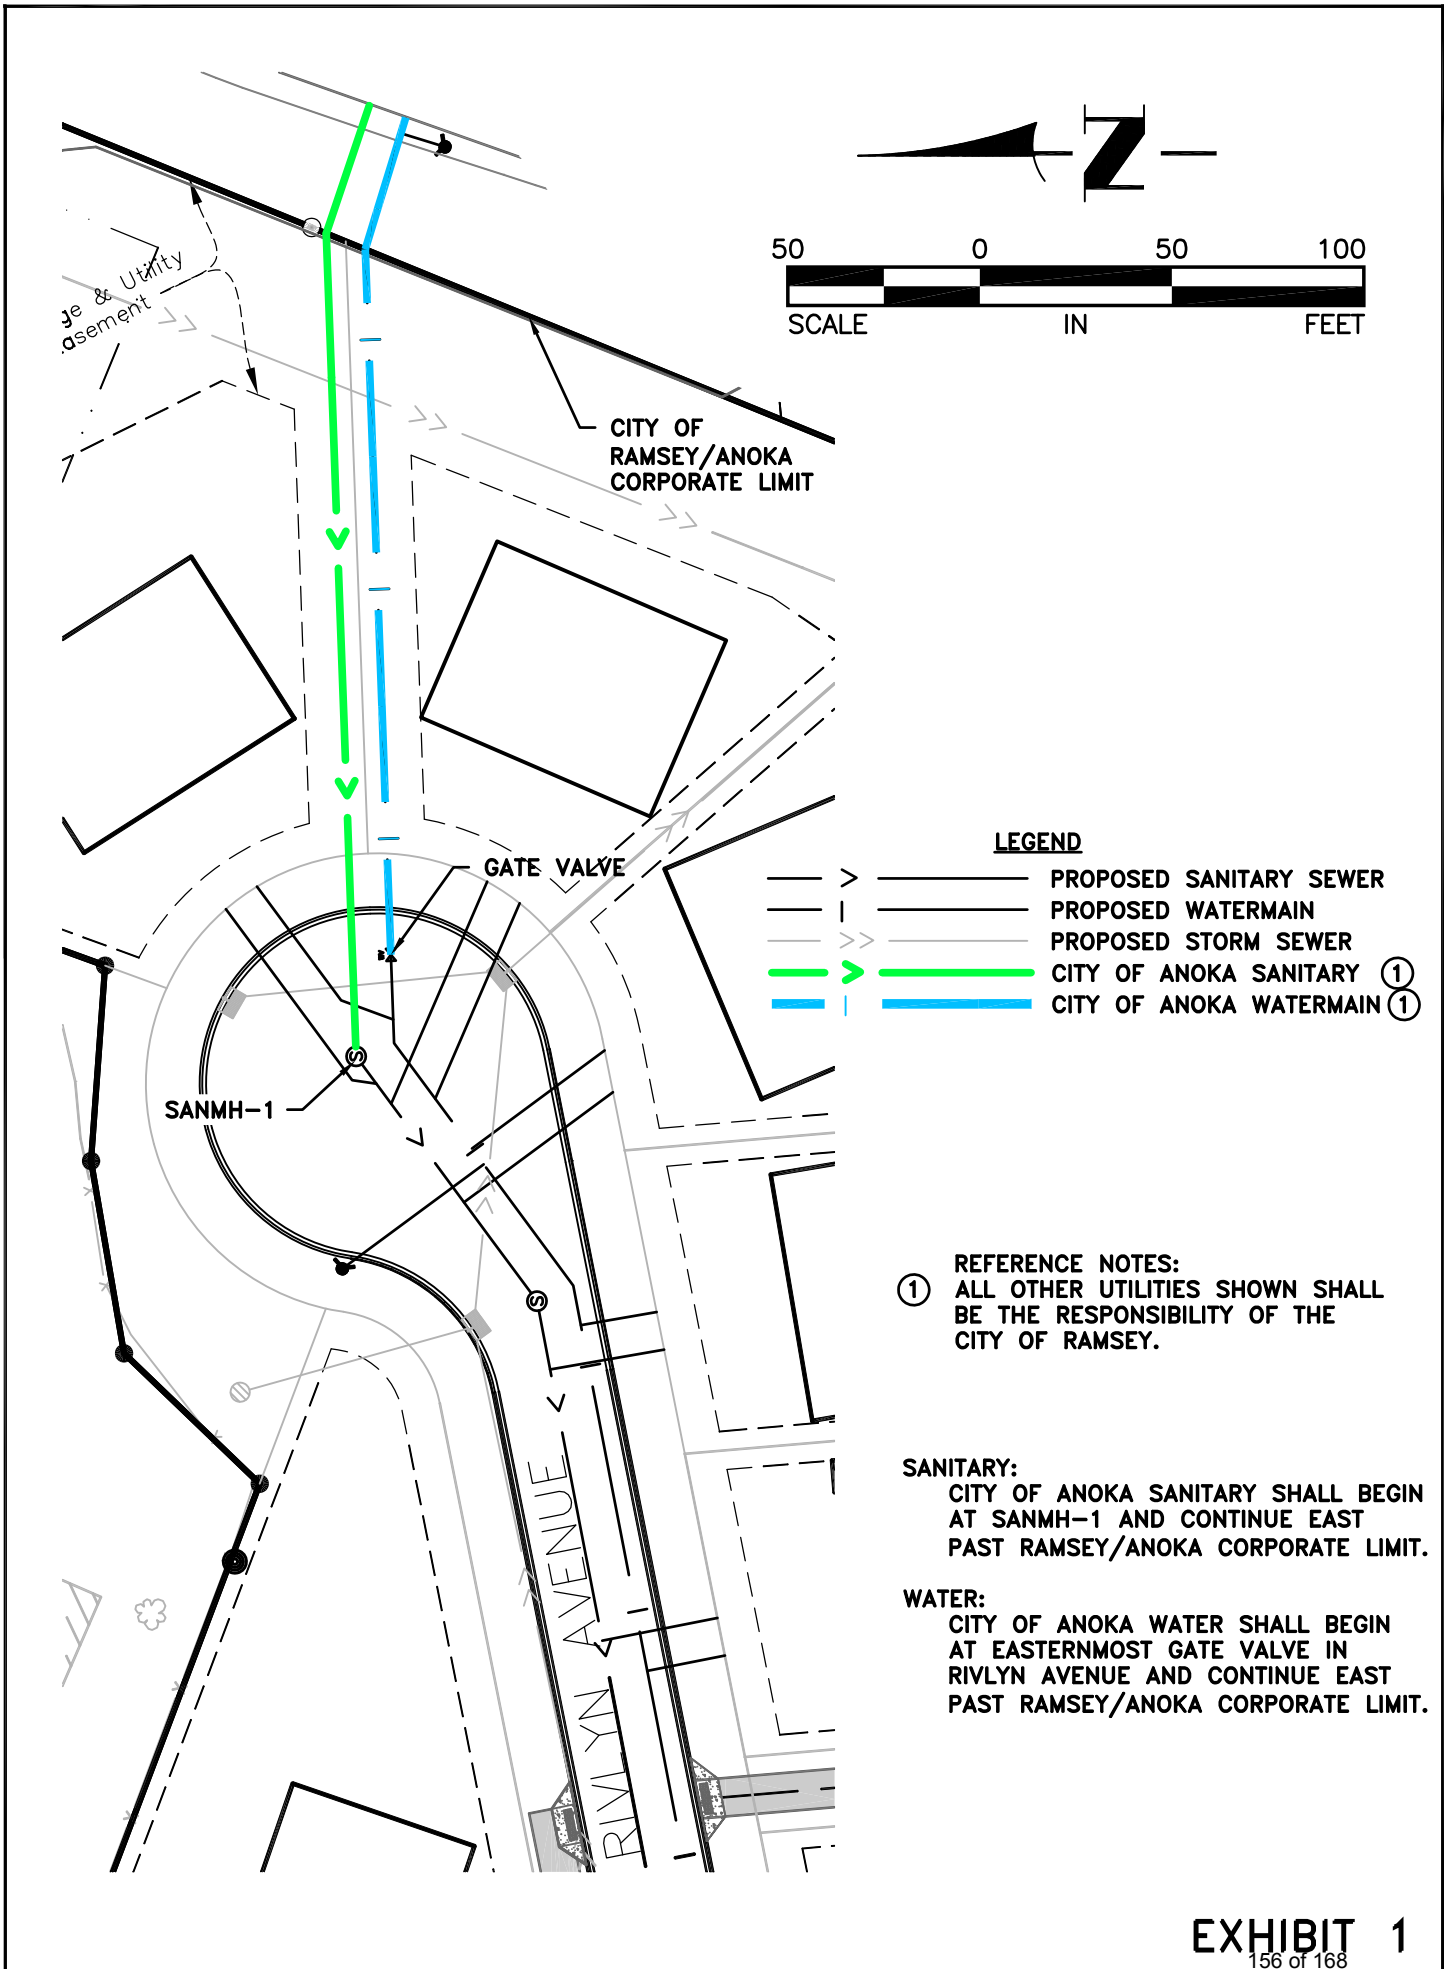 N
50 0 50 100
SCALE IN FEET
ge & Utility
asement
CITY OF
RAMSEY/ANOKA
CORPORATE LIMIT
GATE VALVE
LEGEND
> PROPOSED SANITARY SEWER
| PROPOSED WATERMAIN
>> PROPOSED STORM SEWER
> CITY OF ANOKA SANITARY 1
| CITY OF ANOKA WATERMAIN 1
S
SANMH-1
S
REFERENCE NOTES:
1 ALL OTHER UTILITIES SHOWN SHALL
BE THE RESPONSIBILITY OF THE
CITY OF RAMSEY.
RIVLYN AVENUE
SANITARY:
CITY OF ANOKA SANITARY SHALL BEGIN
AT SANMH-1 AND CONTINUE EAST
PAST RAMSEY/ANOKA CORPORATE LIMIT.
WATER:
CITY OF ANOKA WATER SHALL BEGIN
AT EASTERNMOST GATE VALVE IN
RIVLYN AVENUE AND CONTINUE EAST
PAST RAMSEY/ANOKA CORPORATE LIMIT.
EXHIBIT 1
156 of 168